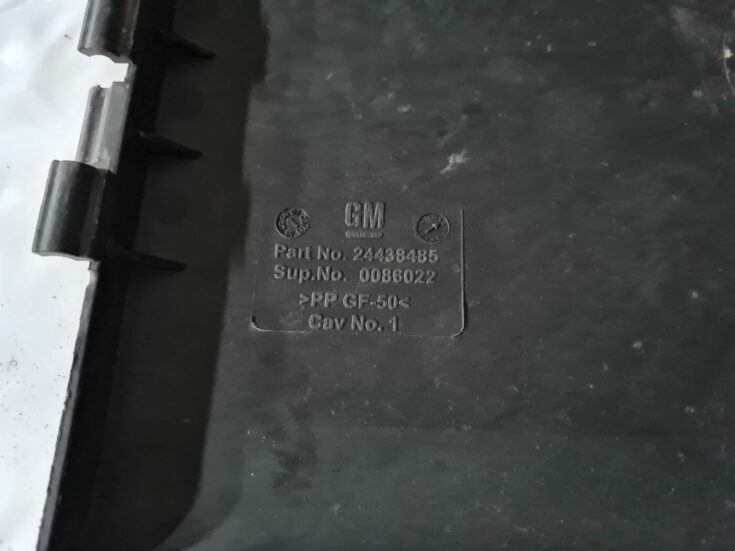 GM
Part No. 24438485
Sup.No. 0086022
>PP GF-50<
Cav No. 1